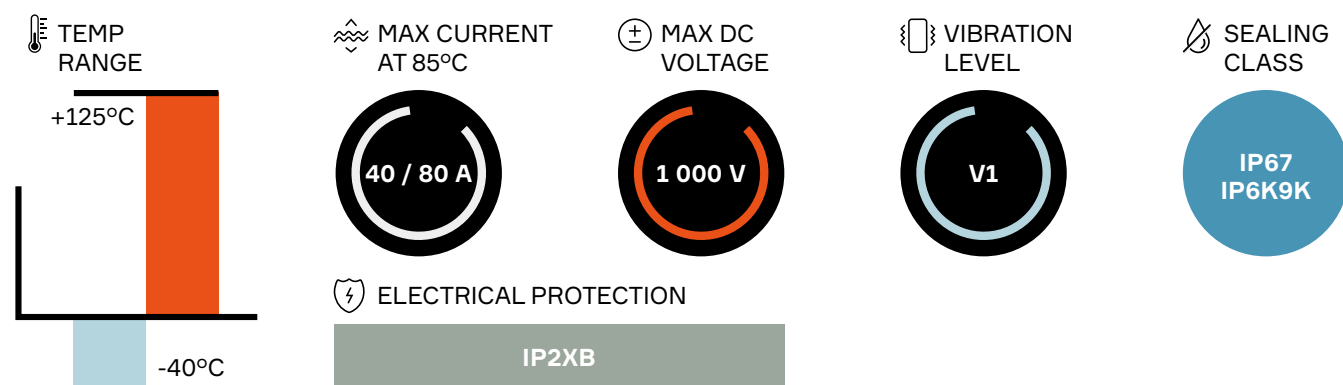 TEMP
RANGE
+125°C
-40°C
MAX CURRENT
AT 85°C
40 / 80 A
MAX DC
VOLTAGE
1 000 V
VIBRATION
LEVEL
V1
SEALING
CLASS
IP67
IP6K9K
ELECTRICAL PROTECTION
IP2XB